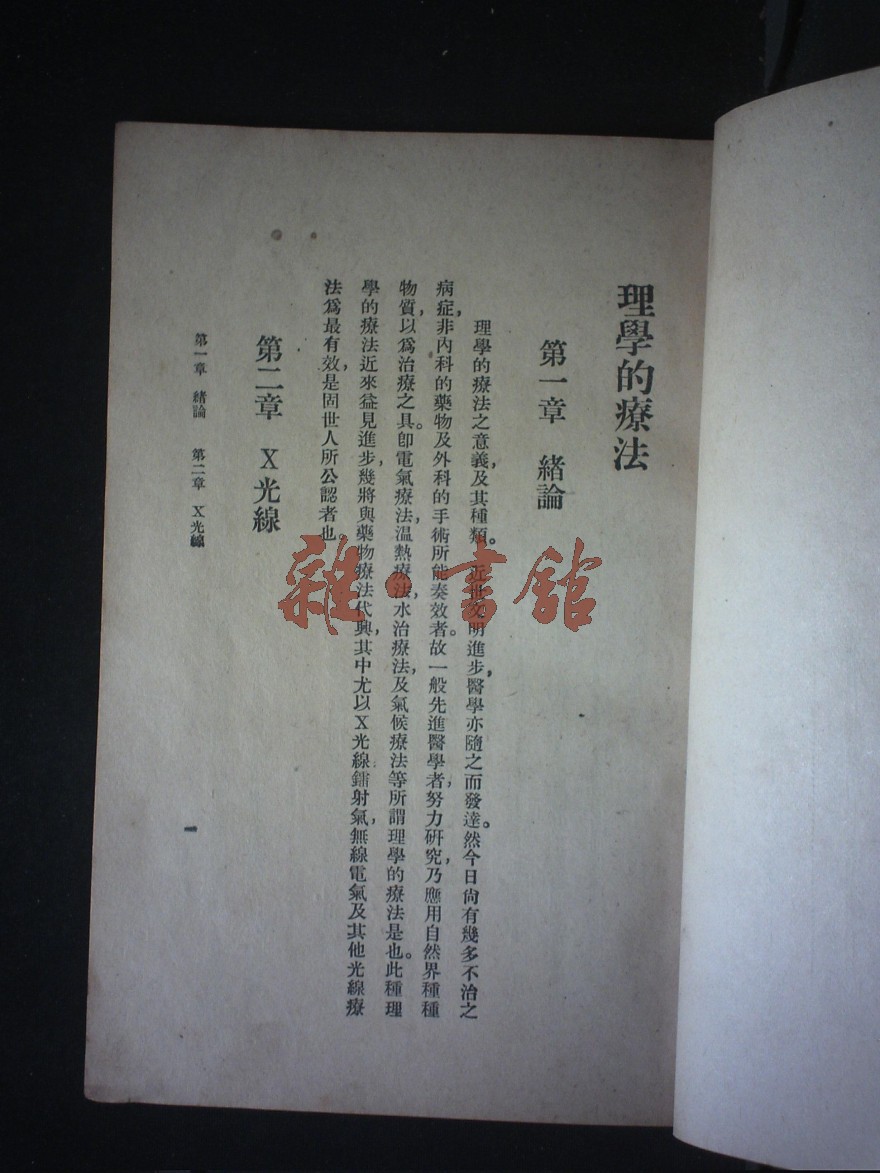 理學的療法
第一章　緒論
理學的療法之意義，及其種類。近世文明進步，醫學亦隨之而發達。然今日尙有幾多不治之
病症，非內科的藥物及外科的手術所能奏效者。故一般先進醫學者，努力硏究，乃應用自然界種種
物質，以爲治療之具。卽電氣療法，温熱療法，水治療法，及氣候療法等所謂理學的療法是也。此種理
學的療法近來益見進步，幾將與藥物療法代興，其中尤以X光線鐳射氣，無線電氣及其他光線療
法爲最有效，是固世人所公認者也
第二章　X光線
第一章　緒論　第二章　X光線
一
雜·書館